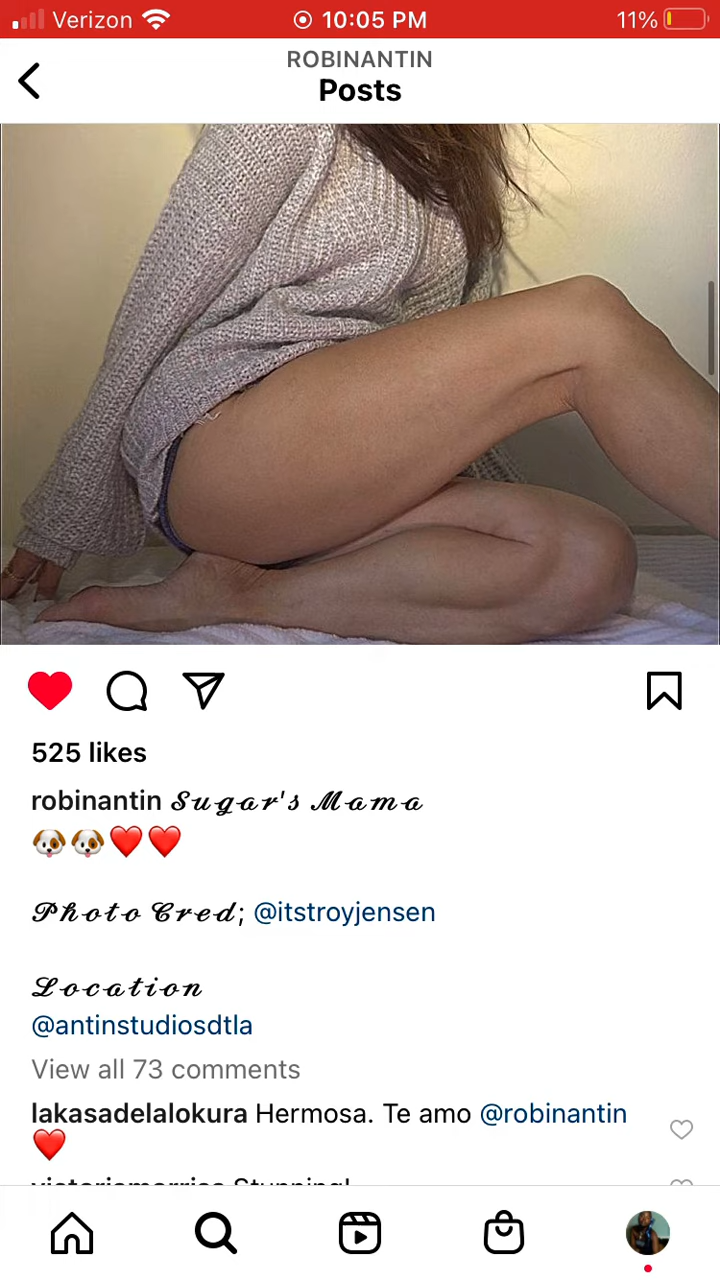 Verizon 10:05 PM 11%
ROBINANTIN
Posts
525 likes
robinantin 𝓢𝓾𝓰𝓪𝓻'𝓼 𝓜𝓪𝓶𝓪
🐶🐶❤️❤️
𝓟𝓱𝓸𝓽𝓸 𝓒𝓻𝓮𝓭; @itstroyjensen
𝓛𝓸𝓬𝓪𝓽𝓲𝓸𝓷
@antinstudiosdtla
View all 73 comments
lakasadelalokura Hermosa. Te amo @robinantin
❤️
Stunning!